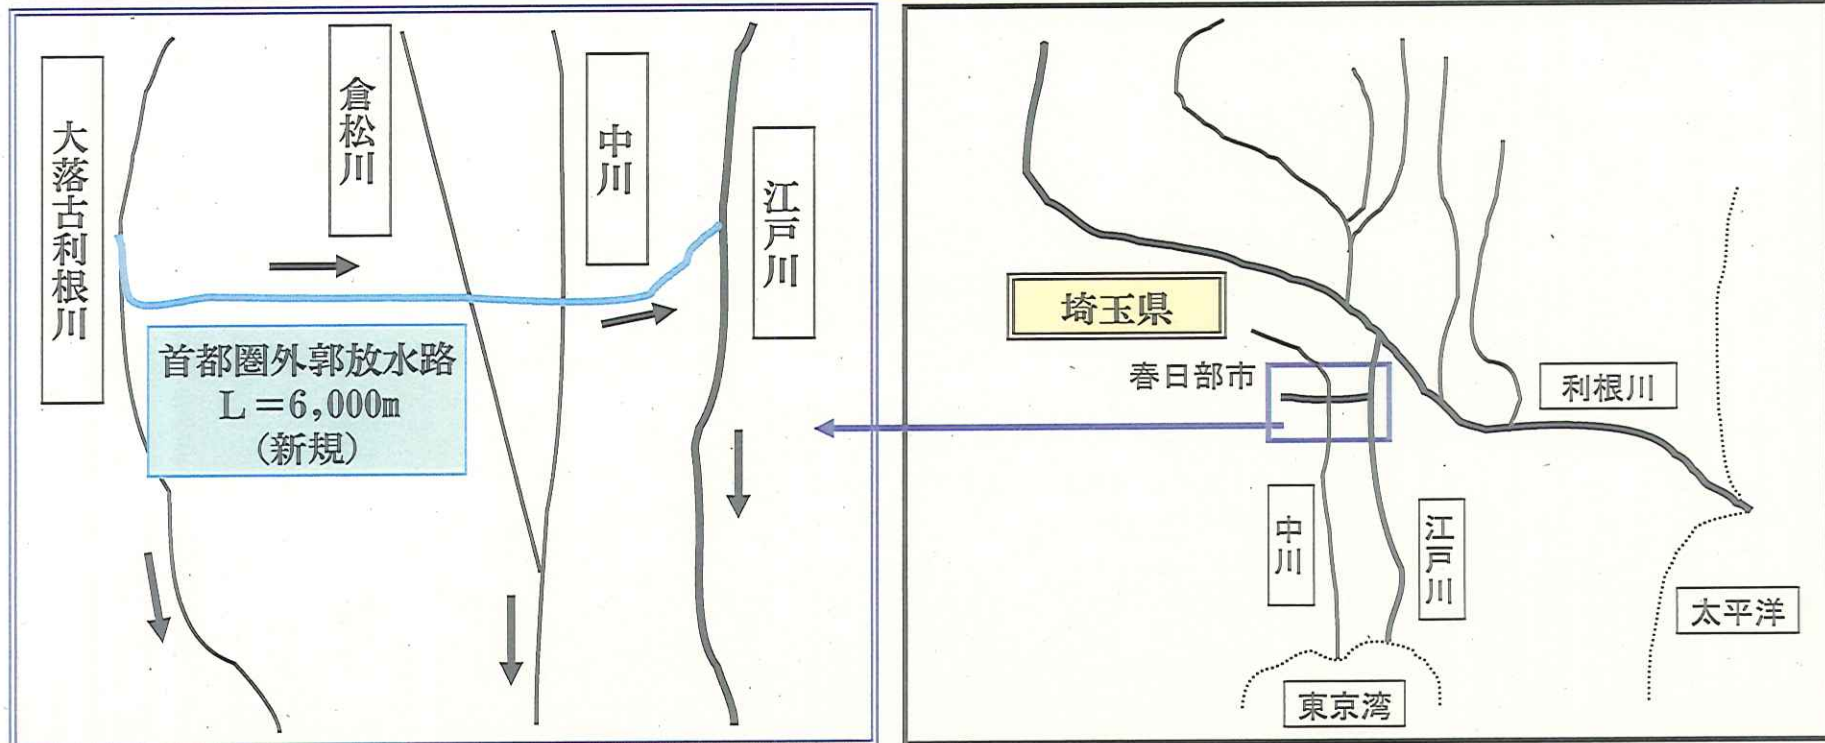 大落古利根川
倉松川
中川
江戸川
首都圏外郭放水路
L=6,000m
(新規)
埼玉県
春日部市
利根川
中川
江戸川
太平洋
東京湾